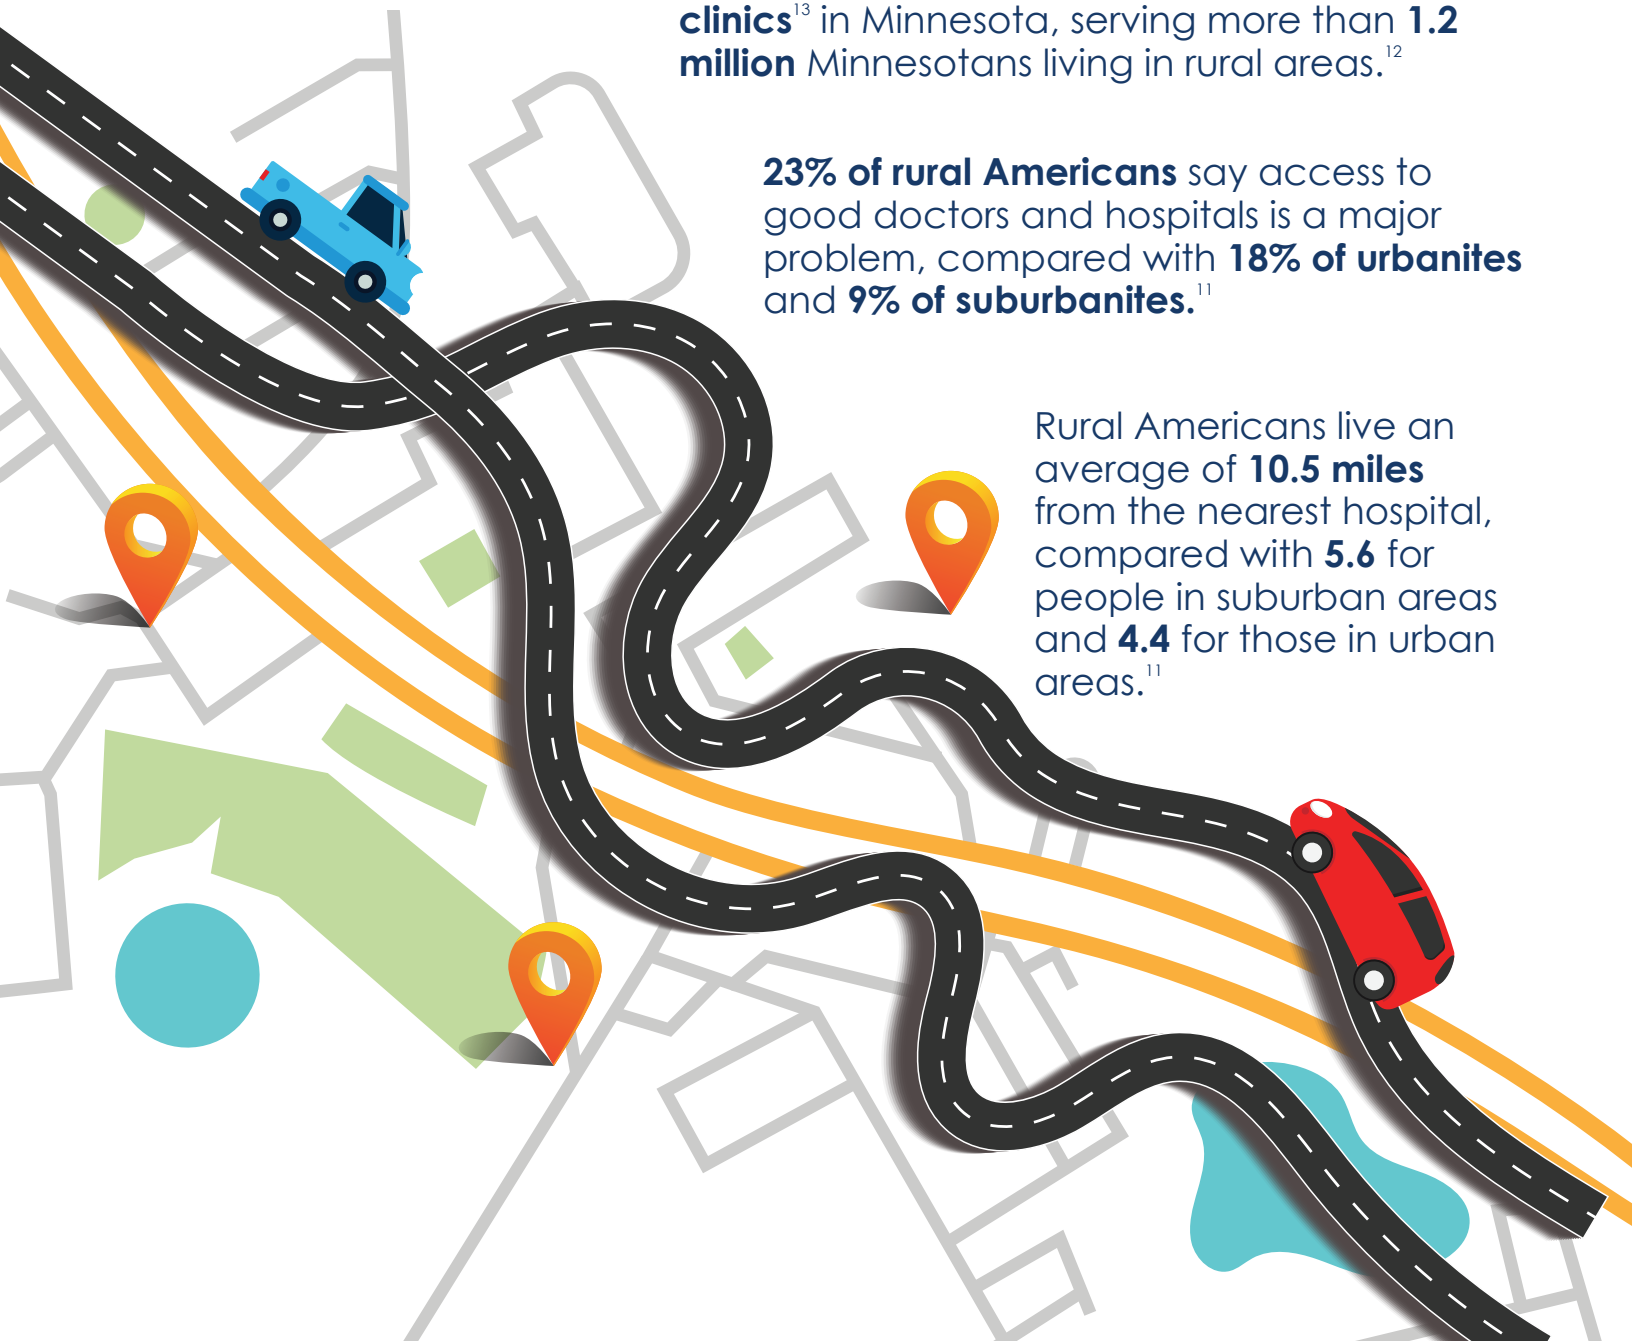 clinics13 in Minnesota, serving more than 1.2
million Minnesotans living in rural areas.12
23% of rural Americans say access to
good doctors and hospitals is a major
problem, compared with 18% of urbanites
and 9% of suburbanites.11
Rural Americans live an
average of 10.5 miles
from the nearest hospital,
compared with 5.6 for
people in suburban areas
and 4.4 for those in urban
areas.11